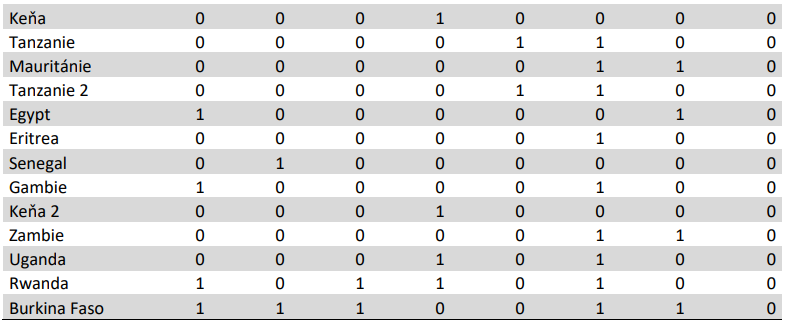 Keňa 0 0 0 1 0 0 0 0
Tanzanie 0 0 0 0 1 1 0 0
Mauritánie 0 0 0 0 0 1 1 0
Tanzanie 2 0 0 0 0 1 1 0 0
Egypt 1 0 0 0 0 0 1 0
Eritrea 0 0 0 0 0 1 0 0
Senegal 0 1 0 0 0 0 0 0
Gambie 1 0 0 0 0 1 0 0
Keňa 2 0 0 0 1 0 0 0 0
Zambie 0 0 0 0 0 1 1 0
Uganda 0 0 0 1 0 1 0 0
Rwanda 1 0 1 1 0 1 0 0
Burkina Faso 1 1 1 0 0 1 1 0